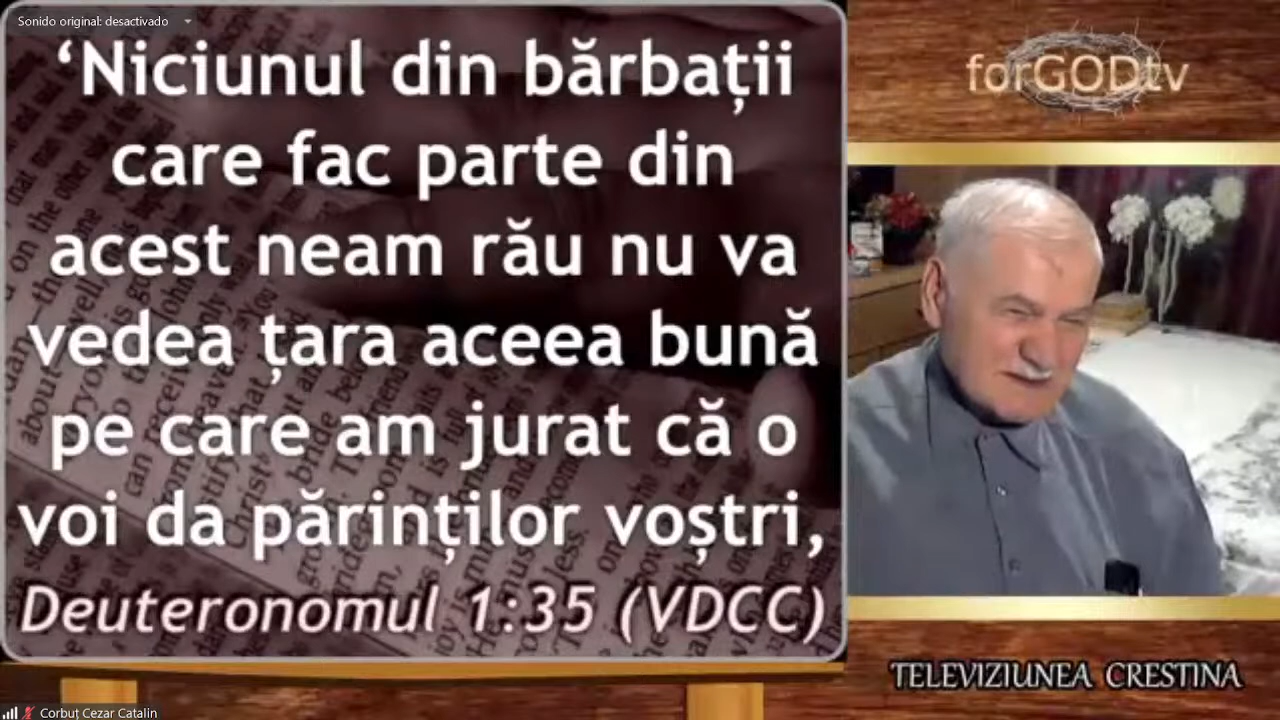 Sonido original: desactivado
‘Niciunul din bărbații
care fac parte din
acest neam rău nu va
vedea țara aceea bună
pe care am jurat că o
voi da părinților voștri,
Deuteronomul 1:35 (VDCC)
forGODtv
TELEVIZIUNEA CRESTINA
Corbuț Cezar Catalin